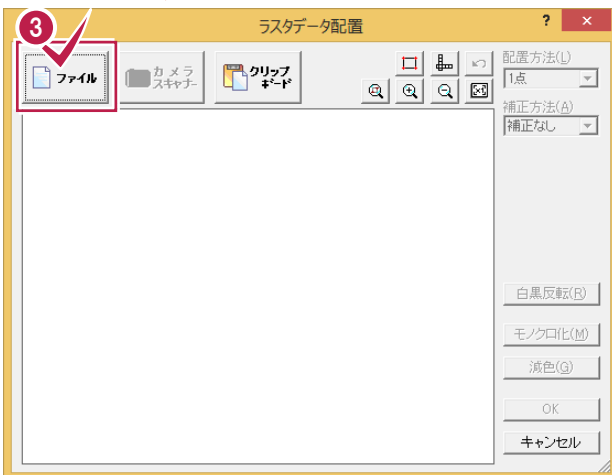 3
ラスタデータ配置
? ×
ファイル
カメラ
スキャナー
クリップ
ボード
配置方法(L)
1点
補正方法(A)
補正なし
白黒反転(R)
モノクロ化(M)
減色(G)
OK
キャンセル